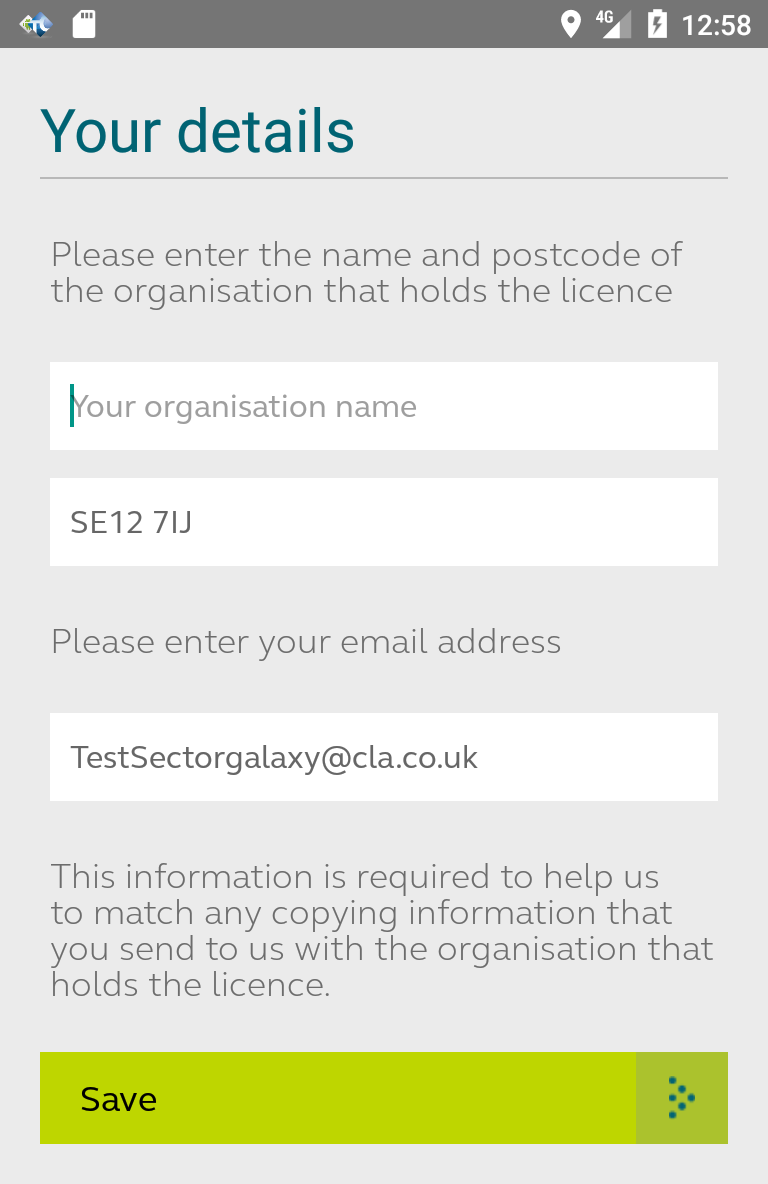 4G 12:58
Your details
Please enter the name and postcode of
the organisation that holds the licence
Your organisation name
SE12 7IJ
Please enter your email address
TestSectorgalaxy@cla.co.uk
This information is required to help us
to match any copying information that
you send to us with the organisation that
holds the licence.
Save